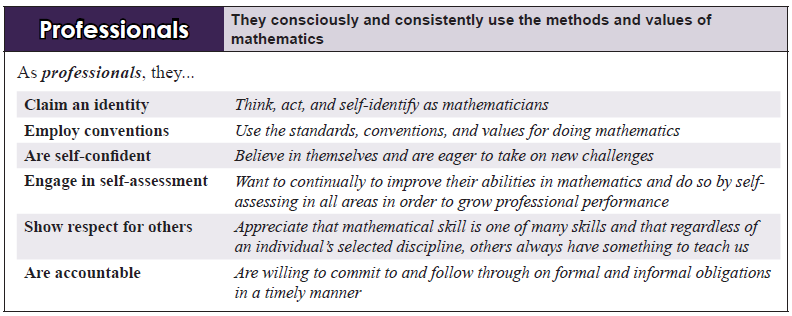 Professionals
They consciously and consistently use the methods and values of
mathematics
As professionals, they...
Claim an identity
Think, act, and self-identify as mathematicians
Employ conventions
Use the standards, conventions, and values for doing mathematics
Are self-confident
Believe in themselves and are eager to take on new challenges
Engage in self-assessment
Want to continually to improve their abilities in mathematics and do so by self-
assessing in all areas in order to grow professional performance
Show respect for others
Appreciate that mathematical skill is one of many skills and that regardless of
an individual's selected discipline, others always have something to teach us
Are accountable
Are willing to commit to and follow through on formal and informal obligations
in a timely manner